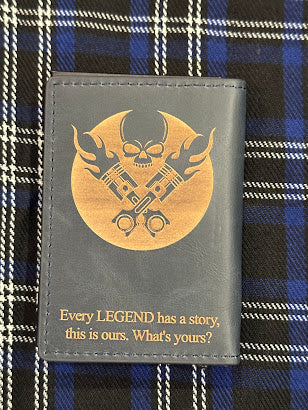 Every LEGEND has a story,
this is ours. What's yours?